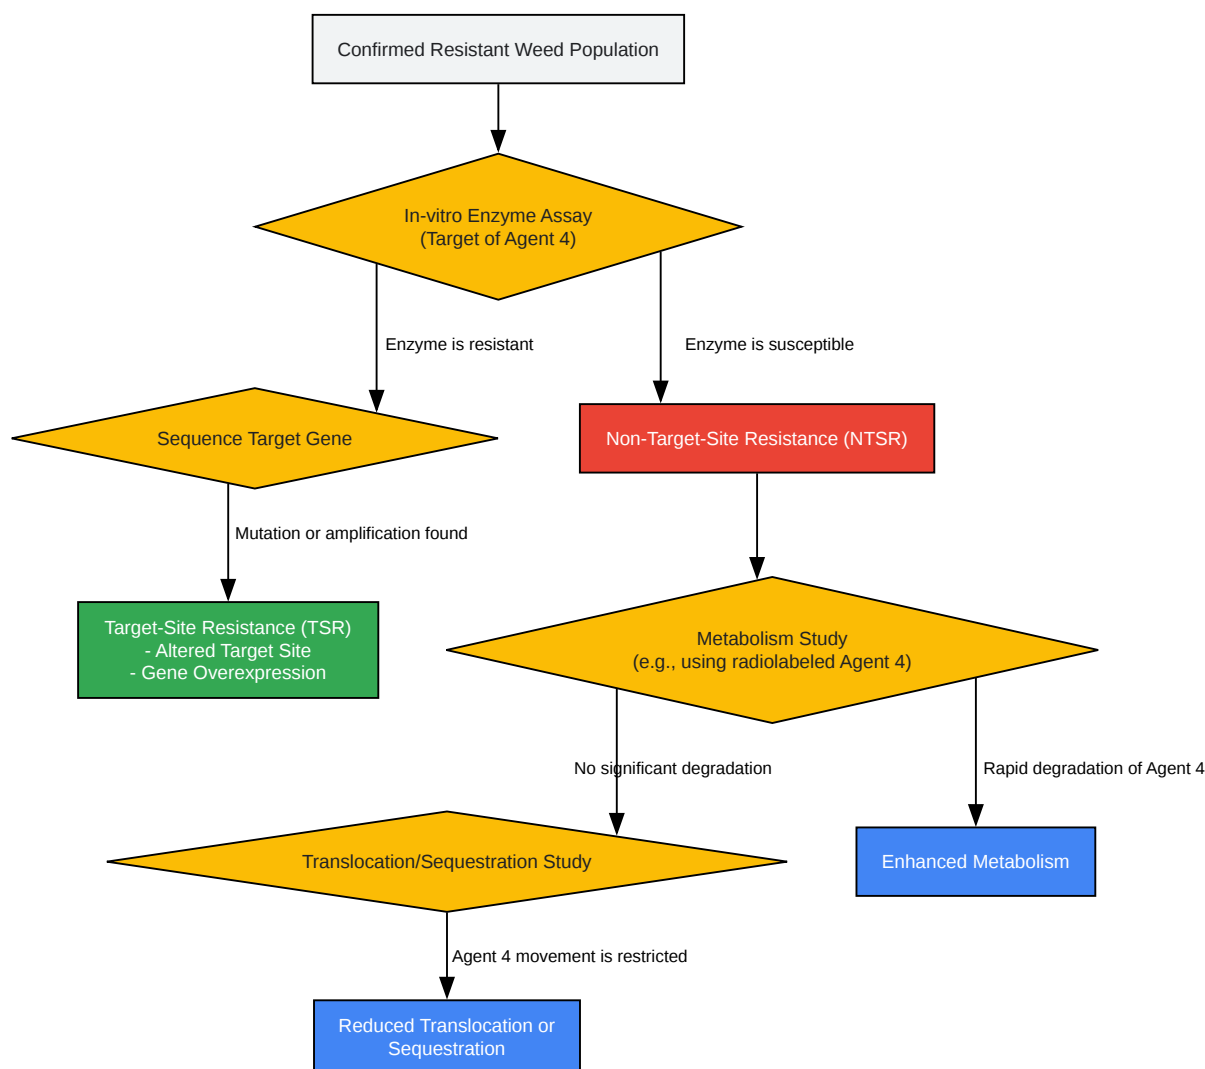 Confirmed Resistant Weed Population
In-vitro Enzyme Assay
(Target of Agent 4)
Enzyme is resistant
Enzyme is susceptible
Sequence Target Gene
Non-Target-Site Resistance (NTSR)
Mutation or amplification found
Target-Site Resistance (TSR)
- Altered Target Site
- Gene Overexpression
Metabolism Study
(e.g., using radiolabeled Agent 4)
No significant degradation
Rapid degradation of Agent 4
Translocation/Sequestration Study
Enhanced Metabolism
Agent 4 movement is restricted
Reduced Translocation or
Sequestration